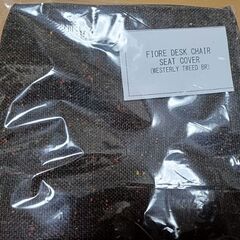 FIORE DESK CHAIR
SEAT COVER
(WESTERLY TWEED BR)